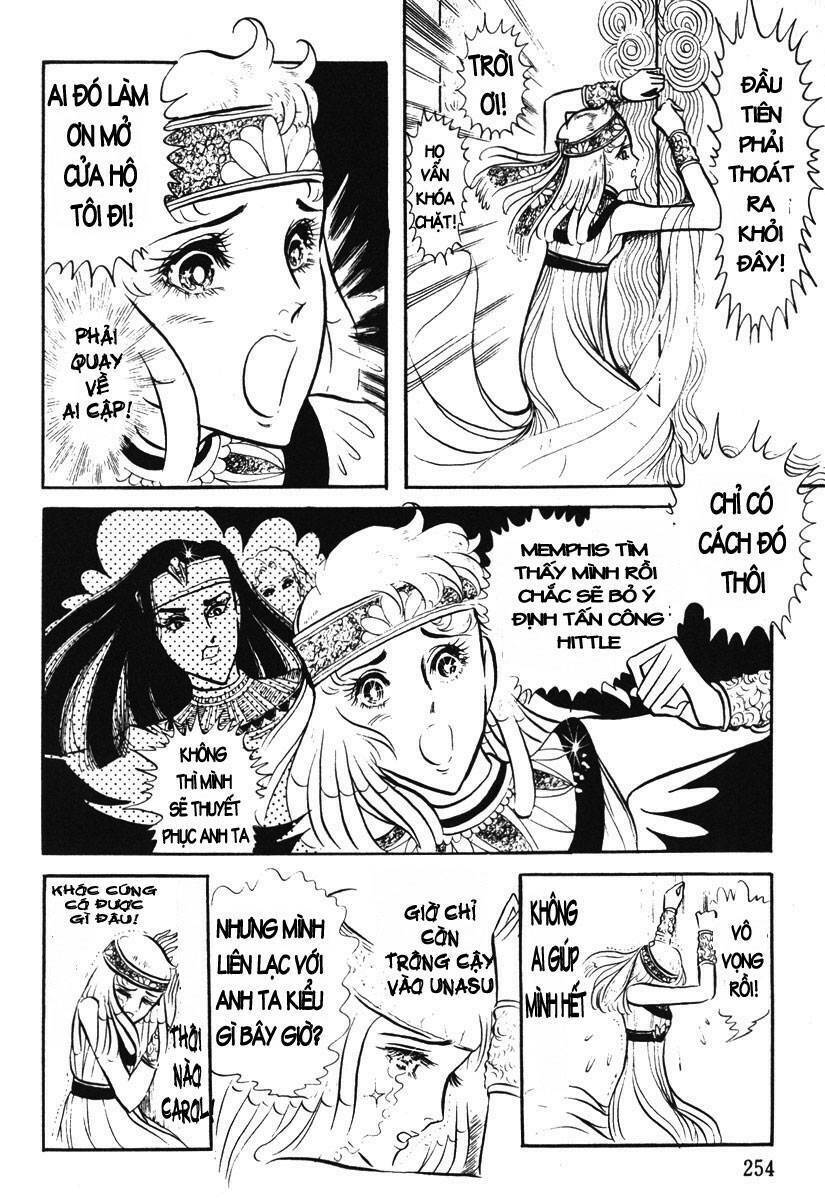 ĐẦU
TIÊN
PHẢI
THOÁT
RA
KHỎI
ĐÂY!
TRỜI
ƠI!
HỌ
VẪN
KHÓA
CHẶT!
AI ĐÓ LÀM
ƠN MỞ
CỬA HỘ
TÔI ĐI!
PHẢI
QUAY
VỀ
AI CẬP!
CHỈ CÓ
CÁCH ĐÓ
THÔI
MEMPHIS TÌM
THẤY MÌNH RỒI
CHẮC SẼ BỎ Ý
ĐỊNH TẤN CÔNG
HITTLE
KHÔNG
THÌ MÌNH
SẼ THUYẾT
PHỤC ANH TA
VÔ
VỌNG
RỒI!
KHÔNG
AI GIÚP
MÌNH HẾT
GIỜ CHỈ
CÒN
TRÔNG CẬY
VÀO UNASU
NHƯNG MÌNH
LIÊN LẠC VỚI
ANH TA KIỂU
GÌ BÂY GIỜ?
KHÓC CŨNG
CÓ ĐƯỢC
GÌ ĐÂU!
THÔI
NÀO
CAROL!
254